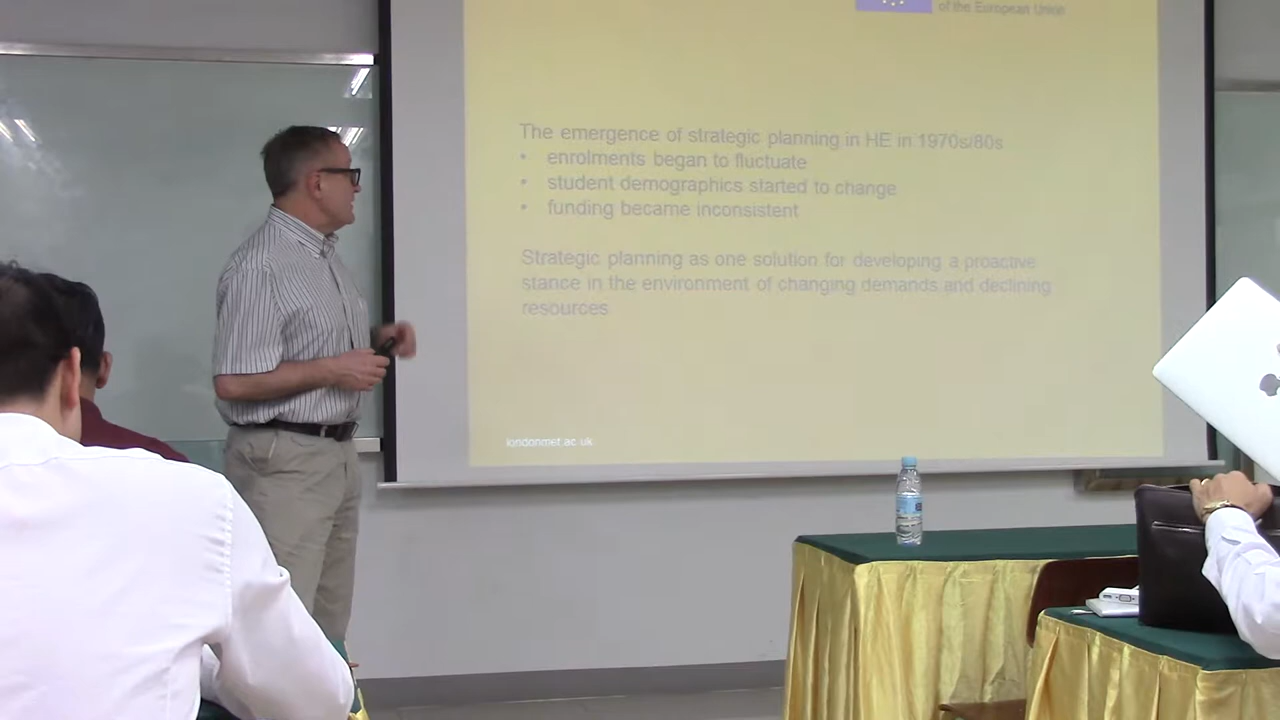 of the European Union
The emergence of strategic planning in HE in 1970s/80s
• enrolments began to fluctuate
• student demographics started to change
• funding became inconsistent
Strategic planning as one solution for developing a proactive
stance in the environment of changing demands and declining
resources
londonmet.ac.uk